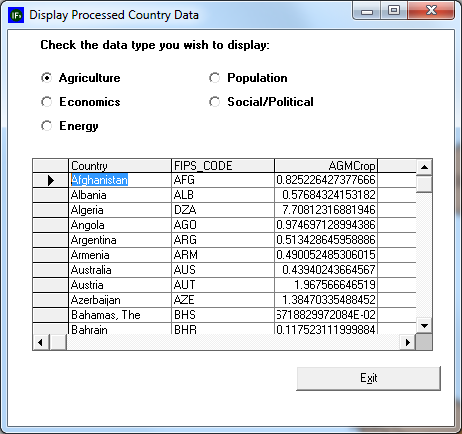 IFs Display Processed Country Data
Check the data type you wish to display:
Agriculture Population
Economics Social/Political
Energy
Country FIPS_CODE AGMCrop
Afghanistan AFG 0.825226427377666
Albania ALB 0.57684324153182
Algeria DZA 7.70812316881946
Angola AGO 0.974697128994386
Argentina ARG 0.513428645958886
Armenia ARM 0.490052485306015
Australia AUS 0.43940243664567
Austria AUT 1.967566646519
Azerbaijan AZE 1.38470335488452
Bahamas, The BHS 5718829972084E-02
Bahrain BHR 0.117523111999884
Exit